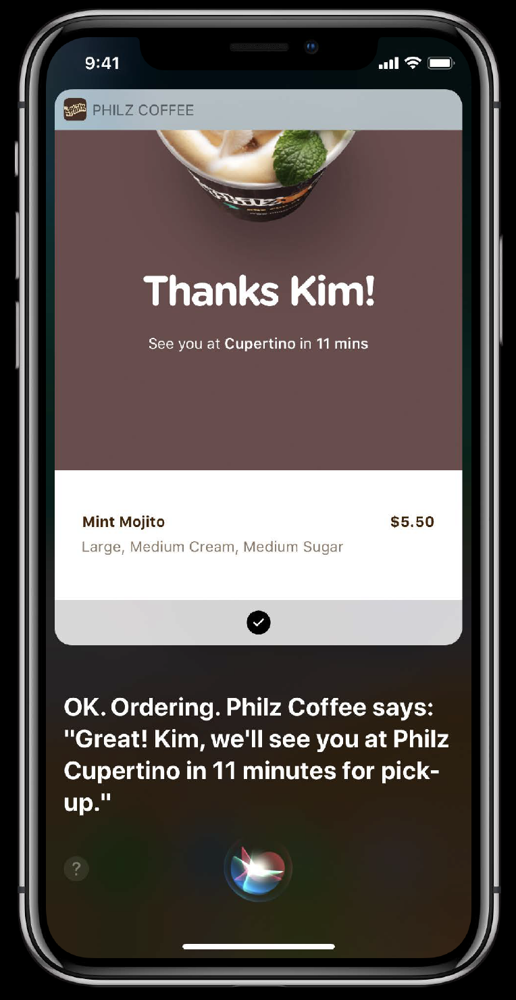 9:41
Philz
PHILZ COFFEE
Philz
Thanks Kim!
See you at Cupertino in 11 mins
Mint Mojito $5.50
Large, Medium Cream, Medium Sugar
OK. Ordering. Philz Coffee says:
"Great! Kim, we'll see you at Philz
Cupertino in 11 minutes for pick-
up."
?